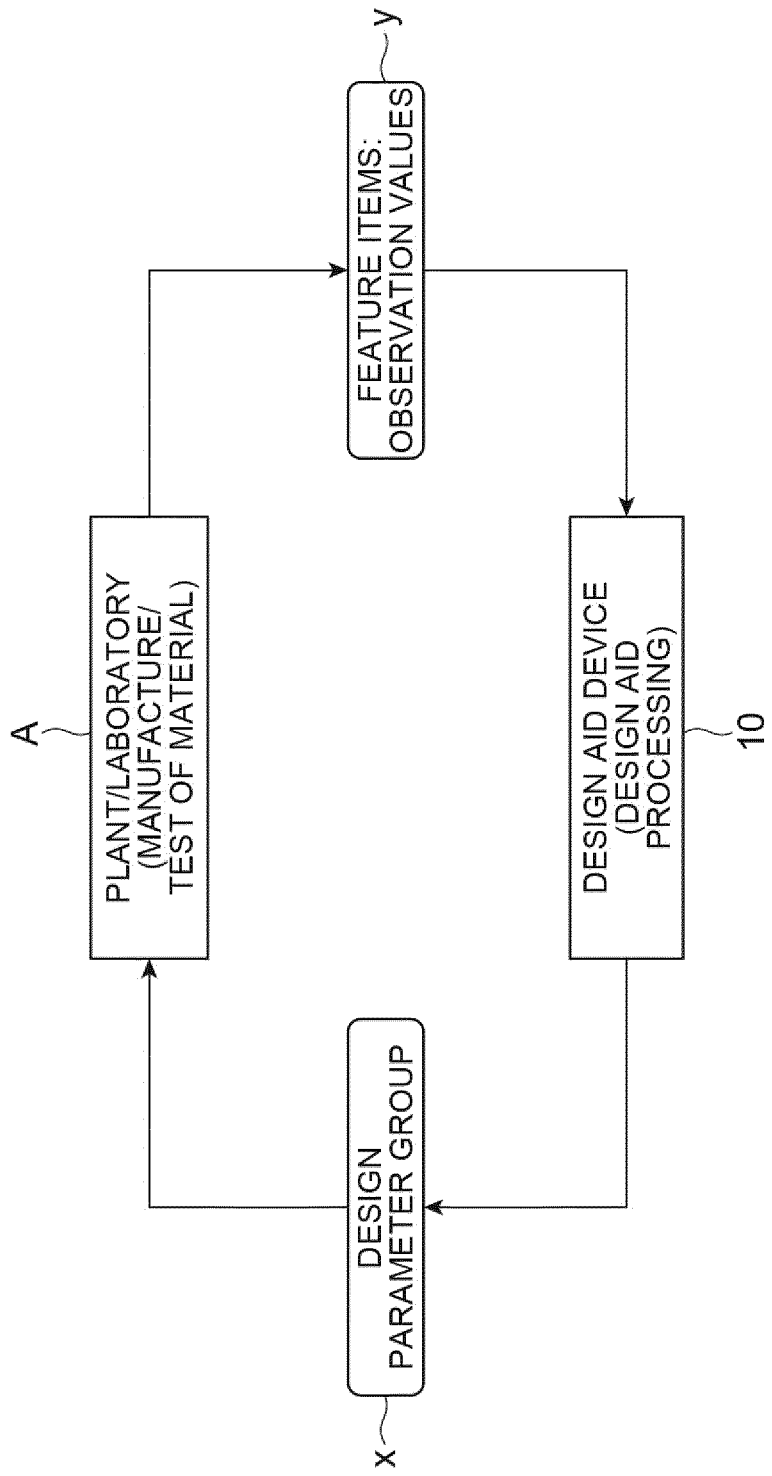 A
PLANT/LABORATORY
(MANUFACTURE/
TEST OF MATERIAL)
x
DESIGN
PARAMETER GROUP
FEATURE ITEMS:
OBSERVATION VALUES
y
DESIGN AID DEVICE
(DESIGN AID
PROCESSING)
10